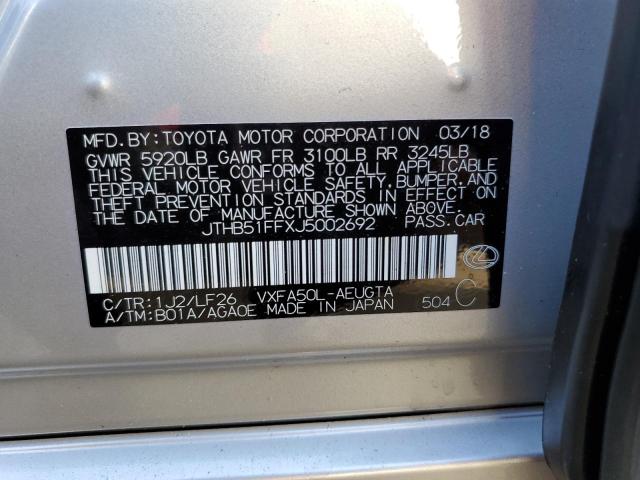 MFD.BY:TOYOTA MOTOR CORPORATION 03/18
GVWR 5920LB GAWR FR 3100LB RR 3245LB
THIS VEHICLE CONFORMS TO ALL APPLICABLE
FEDERAL MOTOR VEHICLE SAFETY,BUMPER,AND
THEFT PREVENTION STANDARDS IN EFFECT ON
THE DATE OF MANUFACTURE SHOWN ABOVE.
JTHB51FFXJ5002692 PASS.CAR
C/TR:1J2/LF26 VXFA50L-AEUGTA
A/TM:B01A/AGA0E MADE IN JAPAN 504 C